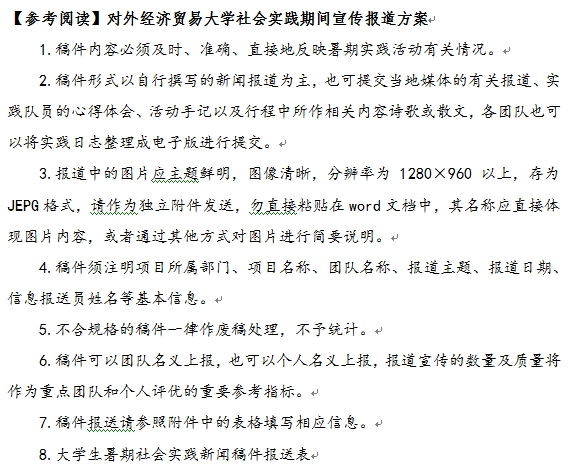 【参考阅读】对外经济贸易大学社会实践期间宣传报道方案
1.稿件内容必须及时、准确、直接地反映暑期实践活动有关情况。
2.稿件形式以自行撰写的新闻报道为主，也可提交当地媒体的有关报道、实
践队员的心得体会、活动手记以及行程中所作相关内容诗歌或散文，各团队也可
以将实践日志整理成电子版进行提交。
3.报道中的图片应主题鲜明，图像清晰，分辨率为 1280×960 以上，存为
JEPG 格式，请作为独立附件发送，勿直接粘贴在 word 文档中，其名称应直接体
现图片内容，或者通过其他方式对图片进行简要说明。
4.稿件须注明项目所属部门、项目名称、团队名称、报道主题、报道日期、
信息报送员姓名等基本信息。
5.不合规格的稿件一律作废稿处理，不予统计。
6.稿件可以团队名义上报，也可以个人名义上报，报道宣传的数量及质量将
作为重点团队和个人评优的重要参考指标。
7.稿件报送请参照附件中的表格填写相应信息。
8.大学生暑期社会实践新闻稿件报送表